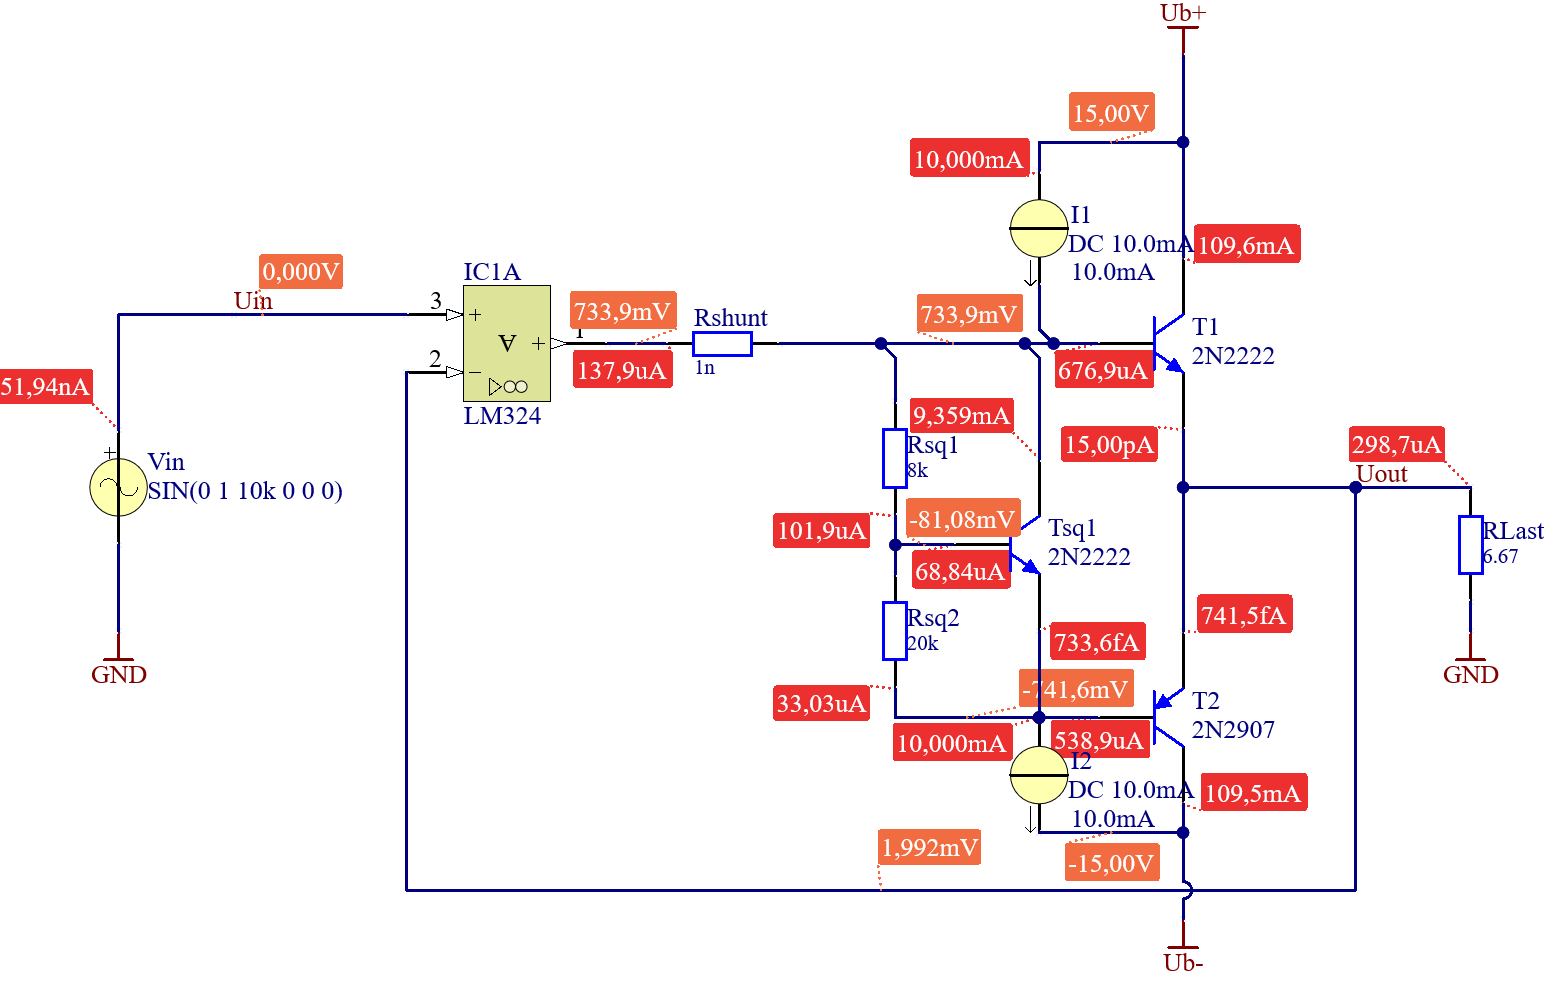 Ub+
15,00V
10,000mA
I1
DC 10.0mA
10.0mA
109,6mA
0,000V
Uin
IC1A
3
+
A
+
1
2
−
LM324
733,9mV
137,9uA
Rshunt
1n
733,9mV
676,9uA
T1
2N2222
51,94nA
+
Vin
SIN(0 1 10k 0 0 0)
GND
9,359mA
Rsq1
8k
15,00pA
298,7uA
Uout
101,9uA
-81,08mV
68,84uA
Tsq1
2N2222
RLast
6.67
Rsq2
20k
733,6fA
741,5fA
GND
33,03uA
-741,6mV
10,000mA
538,9uA
T2
2N2907
I2
DC 10.0mA
10.0mA
109,5mA
1,992mV
-15,00V
Ub-